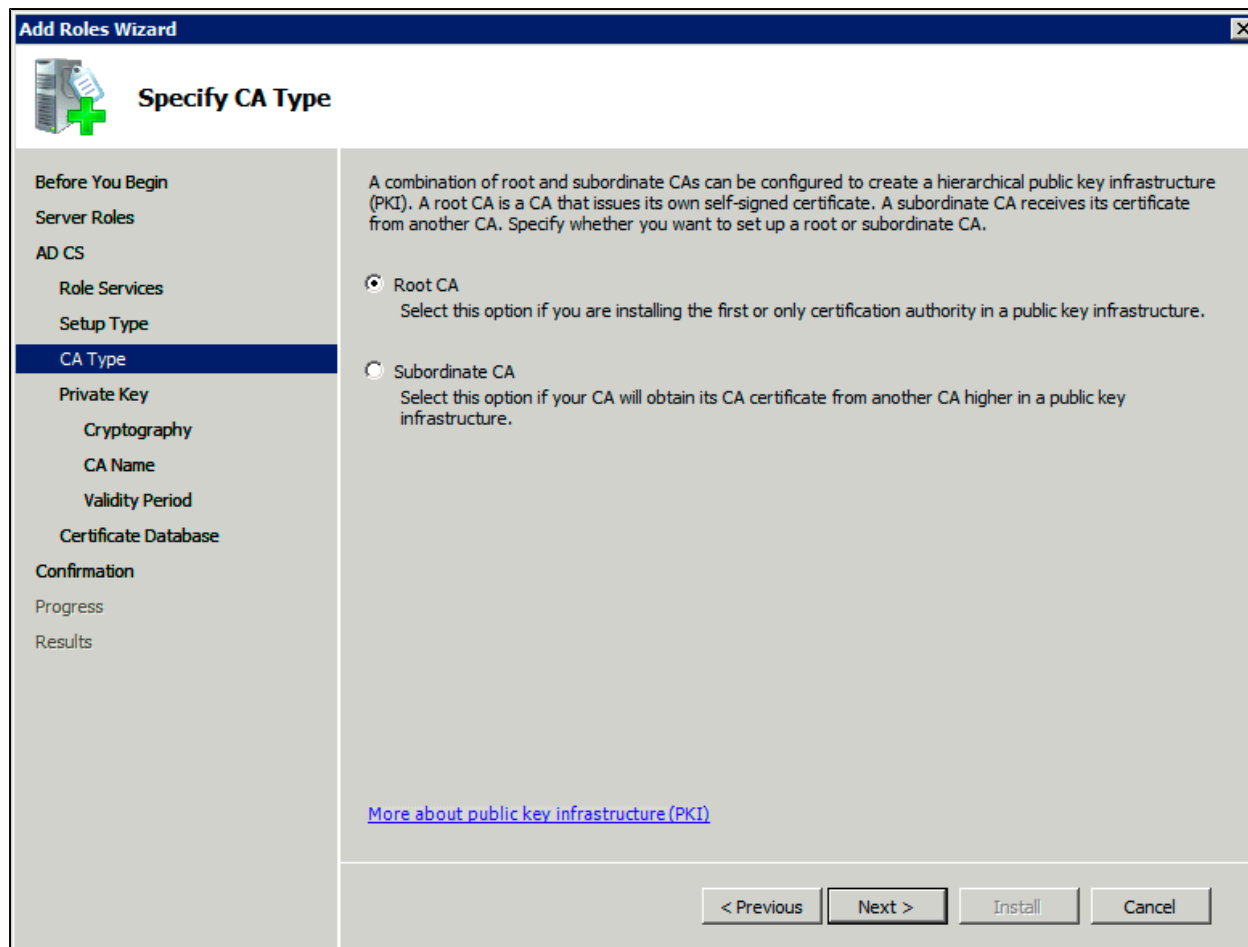 Add Roles Wizard
Specify CA Type
Before You Begin
Server Roles
AD CS
Role Services
Setup Type
CA Type
Private Key
Cryptography
CA Name
Validity Period
Certificate Database
Confirmation
Progress
Results
A combination of root and subordinate CAs can be configured to create a hierarchical public key infrastructure
(PKI). A root CA is a CA that issues its own self-signed certificate. A subordinate CA receives its certificate
from another CA. Specify whether you want to set up a root or subordinate CA.
Root CA
Select this option if you are installing the first or only certification authority in a public key infrastructure.
Subordinate CA
Select this option if your CA will obtain its CA certificate from another CA higher in a public key
infrastructure.
More about public key infrastructure (PKI)
< Previous
Next >
Install
Cancel